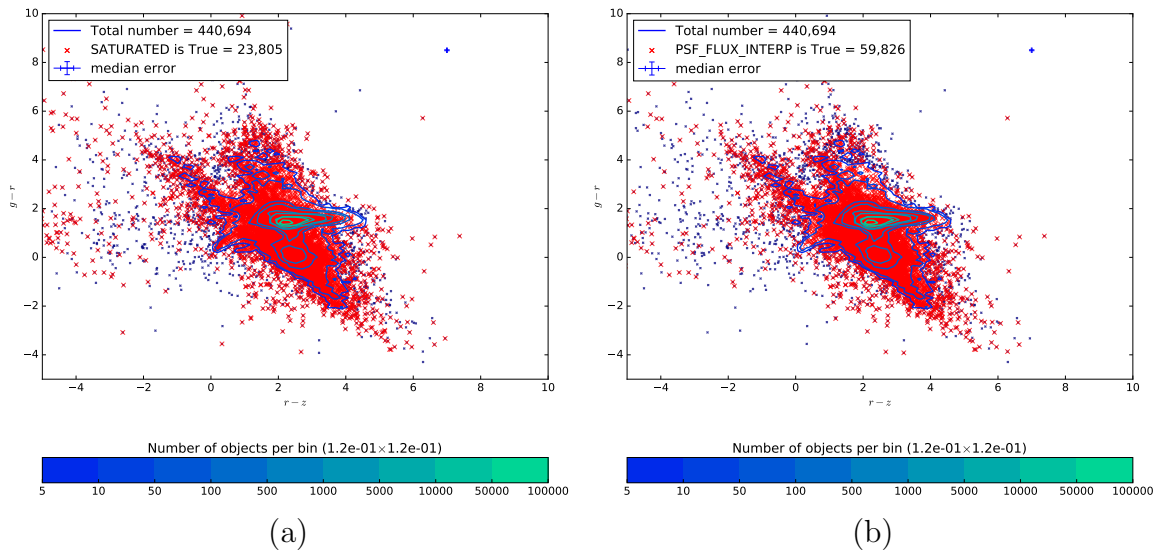 Total number = 440,694
SATURATED is True = 23,805
median error
10
8
6
4
2
0
−2
−4
g − r
−4 −2 0 2 4 6 8 10
r − z
Number of objects per bin (1.2e-01×1.2e-01)
5 10 50 100 500 1000 5000 10000 50000 100000
(a)
Total number = 440,694
PSF_FLUX_INTERP is True = 59,826
median error
10
8
6
4
2
0
−2
−4
g − r
−4 −2 0 2 4 6 8 10
r − z
Number of objects per bin (1.2e-01×1.2e-01)
5 10 50 100 500 1000 5000 10000 50000 100000
(b)